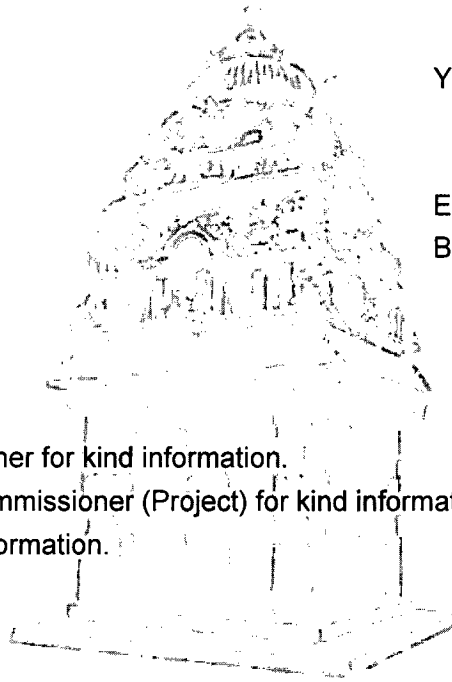 Y
E
B
ner for kind information.
mmissioner (Project) for kind informat
ormation.